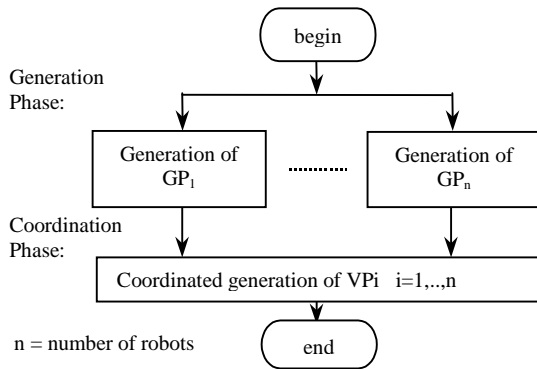 begin
Generation
Phase:
Generation of
GP₁
Generation of
GPₙ
Coordination
Phase:
Coordinated generation of VPi i=1,..,n
n = number of robots
end